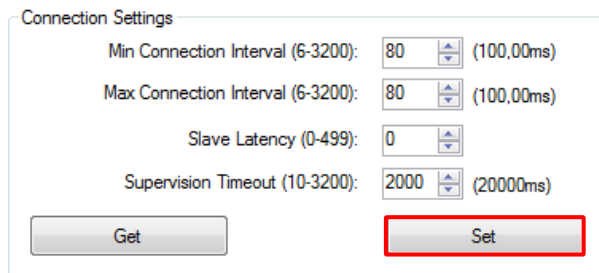 Connection Settings
Min Connection Interval (6-3200): 80 (100,00ms)
Max Connection Interval (6-3200): 80 (100,00ms)
Slave Latency (0-499): 0
Supervision Timeout (10-3200): 2000 (20000ms)
Get Set